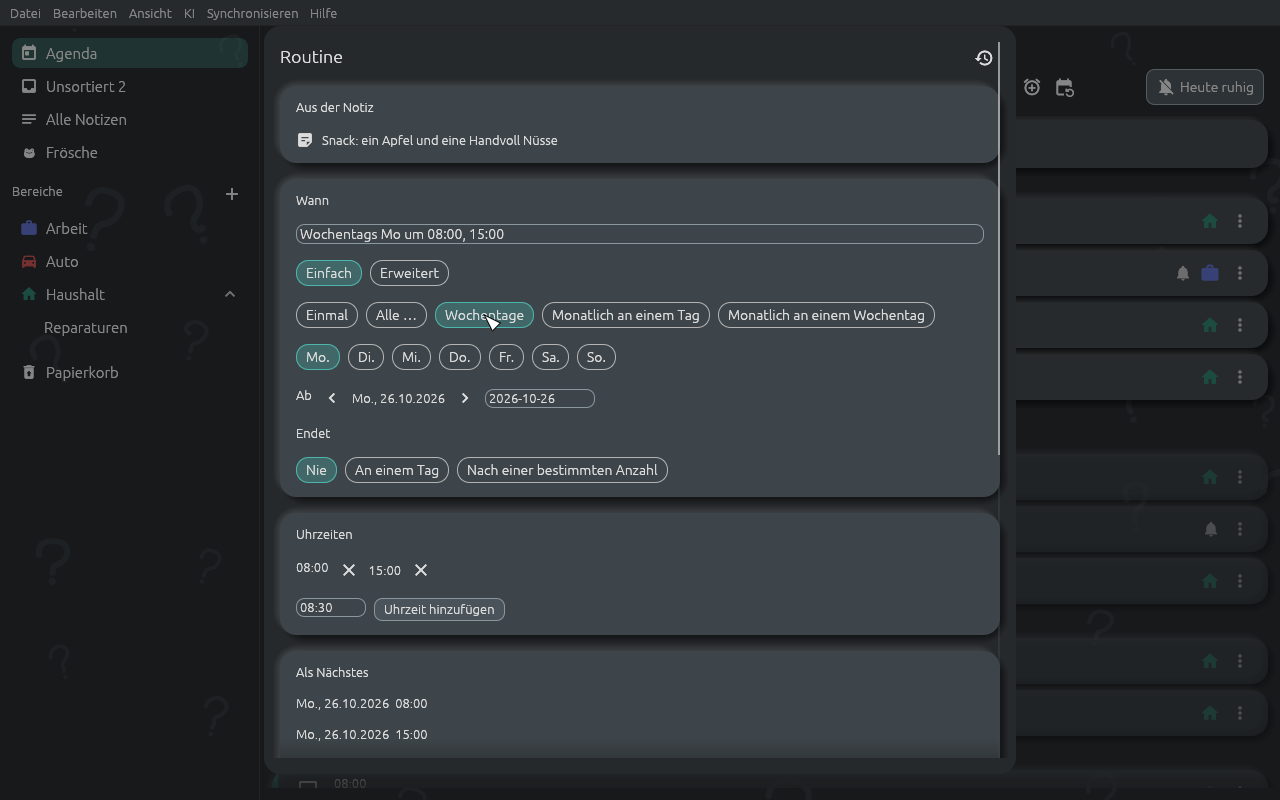 Datei Bearbeiten Ansicht KI Synchronisieren Hilfe
Agenda
Unsortiert 2
Alle Notizen
Frösche
Bereiche
Arbeit
Auto
Haushalt
Reparaturen
Papierkorb
Routine
Heute ruhig
Aus der Notiz
Snack: ein Apfel und eine Handvoll Nüsse
Wann
Wochentags Mo um 08:00, 15:00
Einfach Erweitert
Einmal Alle … Wochentage Monatlich an einem Tag Monatlich an einem Wochentag
Mo. Di. Mi. Do. Fr. Sa. So.
Ab Mo., 26.10.2026 2026-10-26
Endet
Nie An einem Tag Nach einer bestimmten Anzahl
Uhrzeiten
08:00 15:00
08:30 Uhrzeit hinzufügen
Als Nächstes
Mo., 26.10.2026 08:00
Mo., 26.10.2026 15:00
08:00